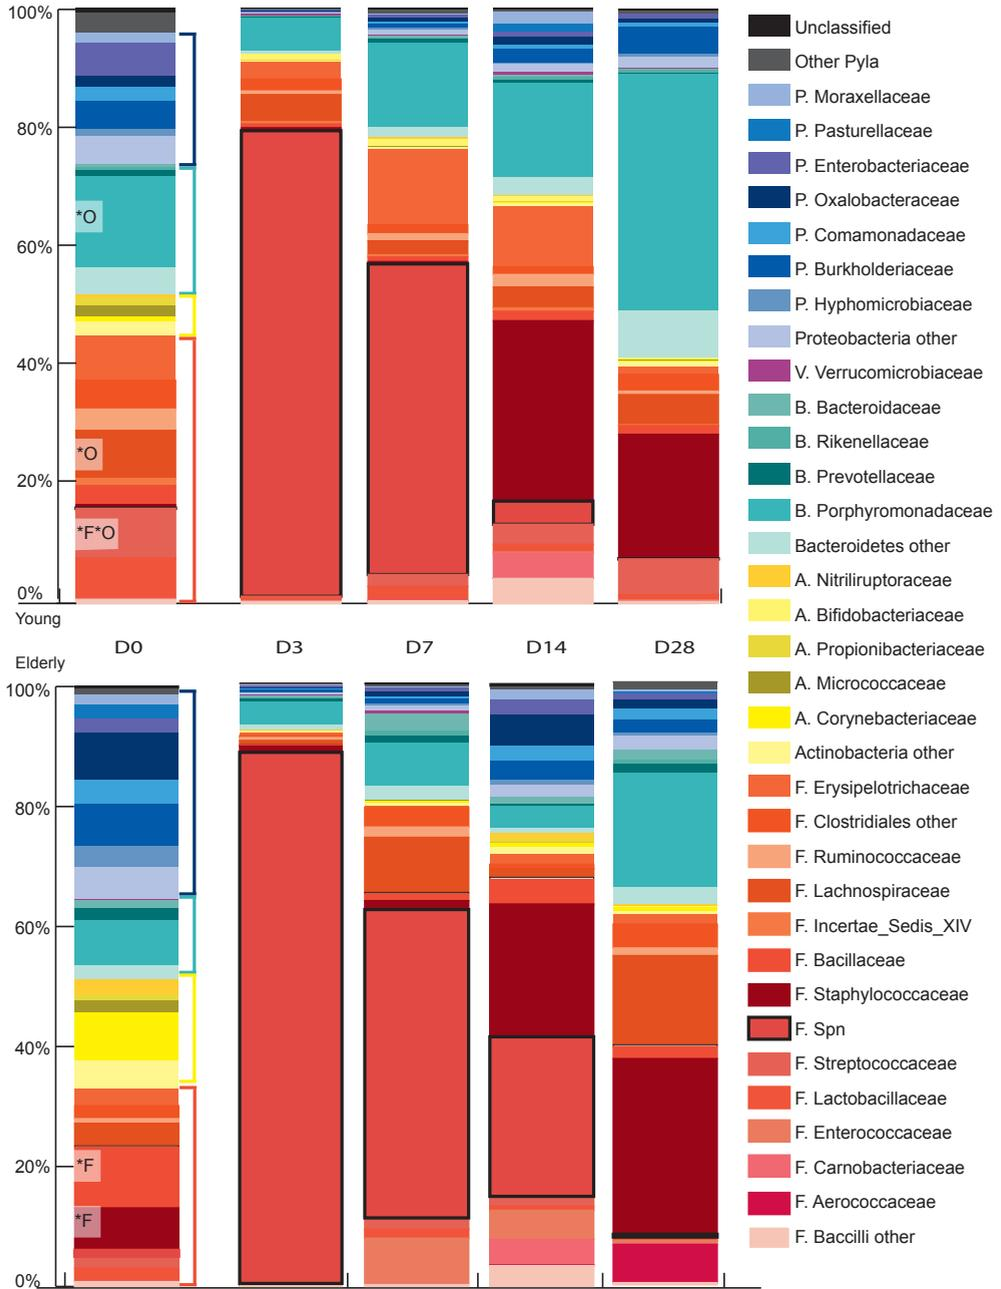 100%
80%
60%
40%
20%
0%
*O
*O
*F*O
Young
D0
D3
D7
D14
D28
Elderly
100%
80%
60%
40%
20%
0%
*F
*F
Unclassified
Other Pyla
P. Moraxellaceae
P. Pasturellaceae
P. Enterobacteriaceae
P. Oxalobacteraceae
P. Comamonadaceae
P. Burkholderiaceae
P. Hyphomicrobiaceae
Proteobacteria other
V. Verrucomicrobiaceae
B. Bacteroidaceae
B. Rikenellaceae
B. Prevotellaceae
B. Porphyromonadaceae
Bacteroidetes other
A. Nitriliruptoraceae
A. Bifidobacteriaceae
A. Propionibacteriaceae
A. Micrococcaceae
A. Corynebacteriaceae
Actinobacteria other
F. Erysipelotrichaceae
F. Clostridiales other
F. Ruminococcaceae
F. Lachnospiraceae
F. Incertae_Sedis_XIV
F. Bacillaceae
F. Staphylococcaceae
F. Spn
F. Streptococcaceae
F. Lactobacillaceae
F. Enterococcaceae
F. Carnobacteriaceae
F. Aerococcaceae
F. Baccilli other